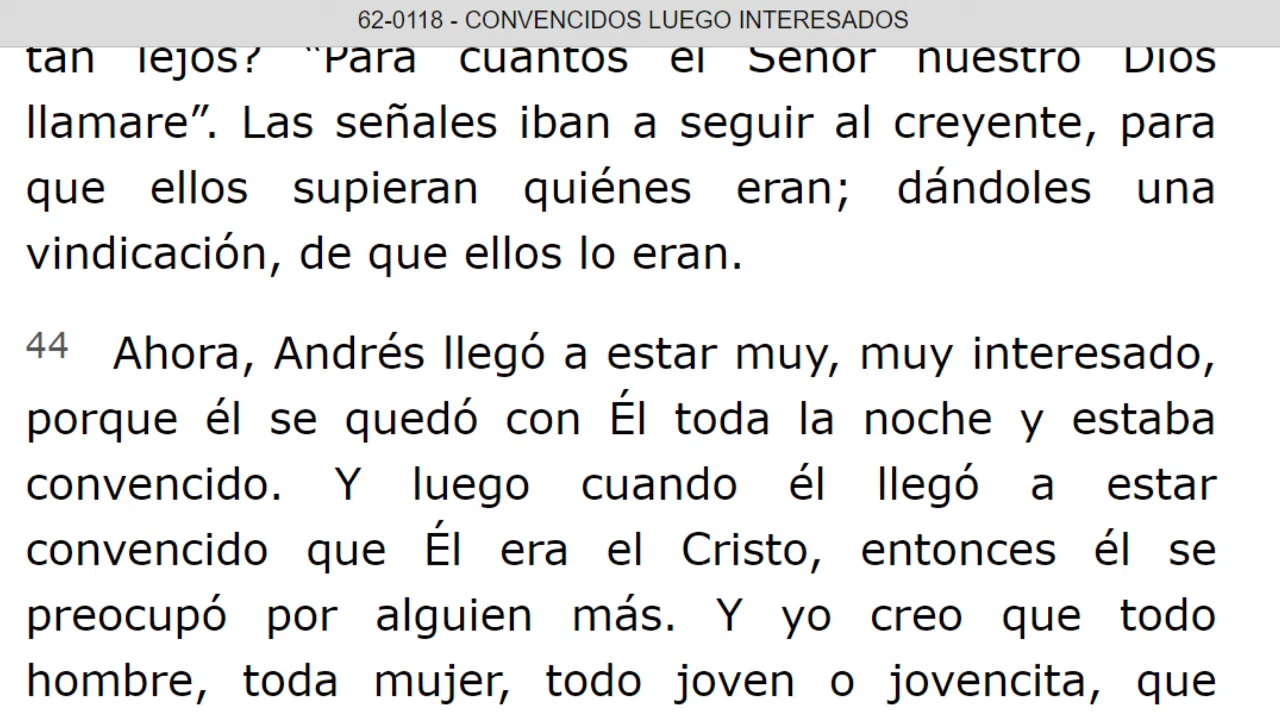 62-0118 - CONVENCIDOS LUEGO INTERESADOS
tan lejos? “Para cuantos el Señor nuestro Dios
llamare”. Las señales iban a seguir al creyente, para
que ellos supieran quiénes eran; dándoles una
vindicación, de que ellos lo eran.
44 Ahora, Andrés llegó a estar muy, muy interesado,
porque él se quedó con Él toda la noche y estaba
convencido. Y luego cuando él llegó a estar
convencido que Él era el Cristo, entonces él se
preocupó por alguien más. Y yo creo que todo
hombre, toda mujer, todo joven o jovencita, que